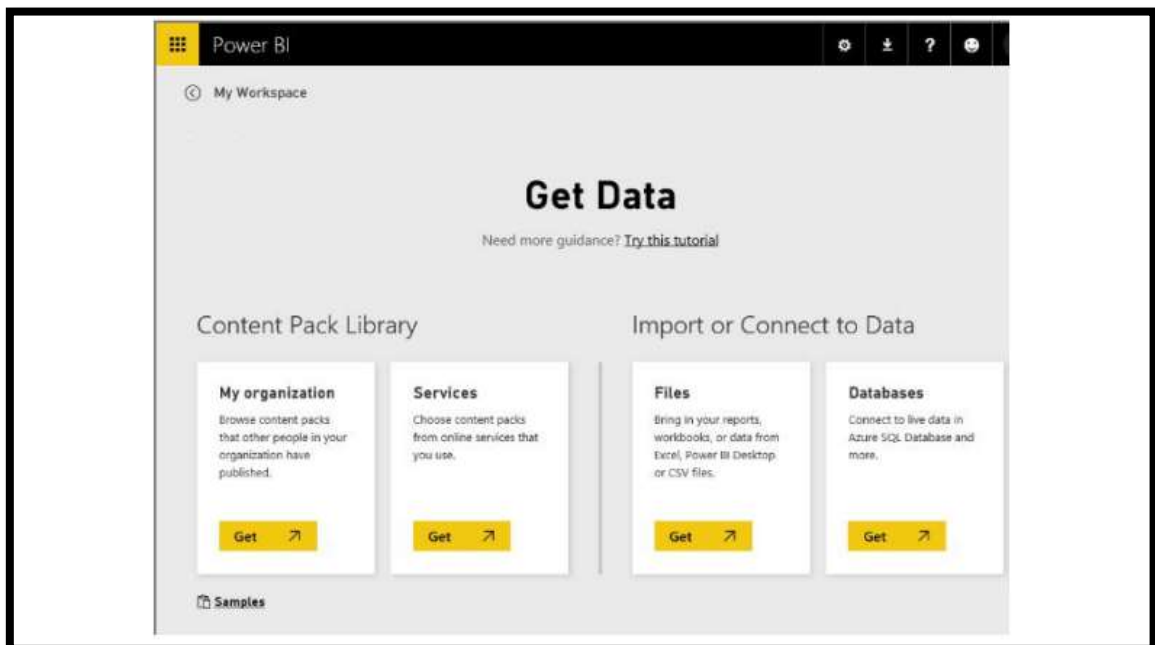 Power BI
?
My Workspace
Get Data
Need more guidance? Try this tutorial
Content Pack Library
Import or Connect to Data
My organization
Browse content packs
that other people in your
organization have
published.
Get
Services
Choose content packs
from online services that
you use.
Get
Files
Bring in your reports,
workbooks, or data from
Excel, Power BI Desktop
or CSV files.
Get
Databases
Connect to live data in
Azure SQL Database and
more.
Get
Samples